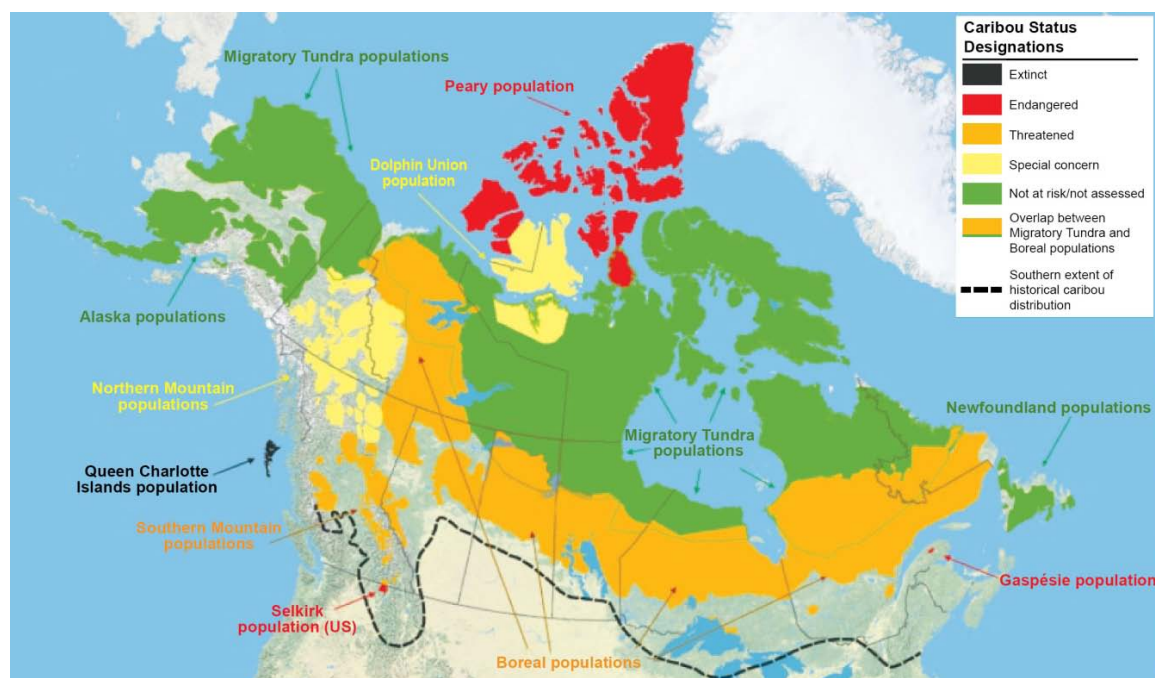 Migratory Tundra populations
Peary population
Dolphin Union
population
Alaska populations
Northern Mountain
populations
Queen Charlotte
Islands population
Southern Mountain
populations
Selkirk
population (US)
Migratory Tundra
populations
Boreal populations
Newfoundland populations
Gaspésie population
Caribou Status
Designations
Extinct
Endangered
Threatened
Special concern
Not at risk/not assessed
Overlap between
Migratory Tundra and
Boreal populations
Southern extent of
historical caribou
distribution